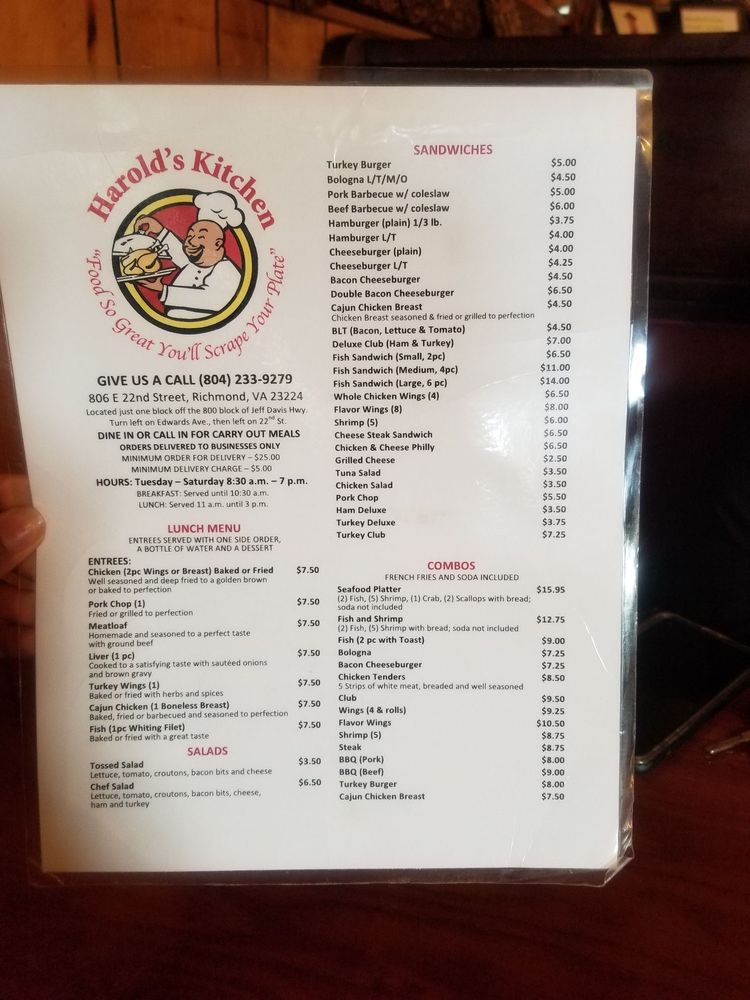 Harold's Kitchen
"Food So Great You'll Scrape Your Plate"
GIVE US A CALL (804) 233-9279
806 E 22nd Street, Richmond, VA 23224
Located just one block off the 800 block of Jeff Davis Hwy.
Turn left on Edwards Ave., then left on 22nd St.
DINE IN OR CALL IN FOR CARRY OUT MEALS
ORDERS DELIVERED TO BUSINESSES ONLY
MINIMUM ORDER FOR DELIVERY – $25.00
MINIMUM DELIVERY CHARGE – $5.00
HOURS: Tuesday – Saturday 8:30 a.m. – 7 p.m.
BREAKFAST: Served until 10:30 a.m.
LUNCH: Served 11 a.m. until 3 p.m.
LUNCH MENU
ENTREES SERVED WITH ONE SIDE ORDER,
A BOTTLE OF WATER AND A DESSERT
ENTREES:
Chicken (2pc Wings or Breast) Baked or Fried $7.50
Well seasoned and deep fried to a golden brown
or baked to perfection
Pork Chop (1) $7.50
Fried or grilled to perfection
Meatloaf $7.50
Homemade and seasoned to a perfect taste
with ground beef
Liver (1 pc) $7.50
Cooked to a satisfying taste with sautéed onions
and brown gravy
Turkey Wings (1) $7.50
Baked or fried with herbs and spices
Cajun Chicken (1 Boneless Breast) $7.50
Baked, fried or barbecued and seasoned to perfection
Fish (1pc Whiting Filet) $7.50
Baked or fried with a great taste
SALADS
Tossed Salad $3.50
Lettuce, tomato, croutons, bacon bits and cheese
Chef Salad $6.50
Lettuce, tomato, croutons, bacon bits, cheese,
ham and turkey
SANDWICHES
Turkey Burger $5.00
Bologna L/T/M/O $4.50
Pork Barbecue w/ coleslaw $5.00
Beef Barbecue w/ coleslaw $6.00
Hamburger (plain) 1/3 lb. $3.75
Hamburger L/T $4.00
Cheeseburger (plain) $4.00
Cheeseburger L/T $4.25
Bacon Cheeseburger $4.50
Double Bacon Cheeseburger $6.50
Cajun Chicken Breast $4.50
Chicken Breast seasoned & fried or grilled to perfection
BLT (Bacon, Lettuce & Tomato) $4.50
Deluxe Club (Ham & Turkey) $7.00
Fish Sandwich (Small, 2pc) $6.50
Fish Sandwich (Medium, 4pc) $11.00
Fish Sandwich (Large, 6 pc) $14.00
Whole Chicken Wings (4) $6.50
Flavor Wings (8) $8.00
Shrimp (5) $6.00
Cheese Steak Sandwich $6.50
Chicken & Cheese Philly $6.50
Grilled Cheese $2.50
Tuna Salad $3.50
Chicken Salad $3.50
Pork Chop $5.50
Ham Deluxe $3.50
Turkey Deluxe $3.75
Turkey Club $7.25
COMBOS
FRENCH FRIES AND SODA INCLUDED
Seafood Platter $15.95
(2) Fish, (5) Shrimp, (1) Crab, (2) Scallops with bread;
soda not included
Fish and Shrimp $12.75
(2) Fish, (5) Shrimp with bread; soda not included
Fish (2 pc with Toast) $9.00
Bologna $7.25
Bacon Cheeseburger $7.25
Chicken Tenders $8.50
5 Strips of white meat, breaded and well seasoned
Club $9.50
Wings (4 & rolls) $9.25
Flavor Wings $10.50
Shrimp (5) $8.75
Steak $8.75
BBQ (Pork) $8.00
BBQ (Beef) $9.00
Turkey Burger $8.00
Cajun Chicken Breast $7.50